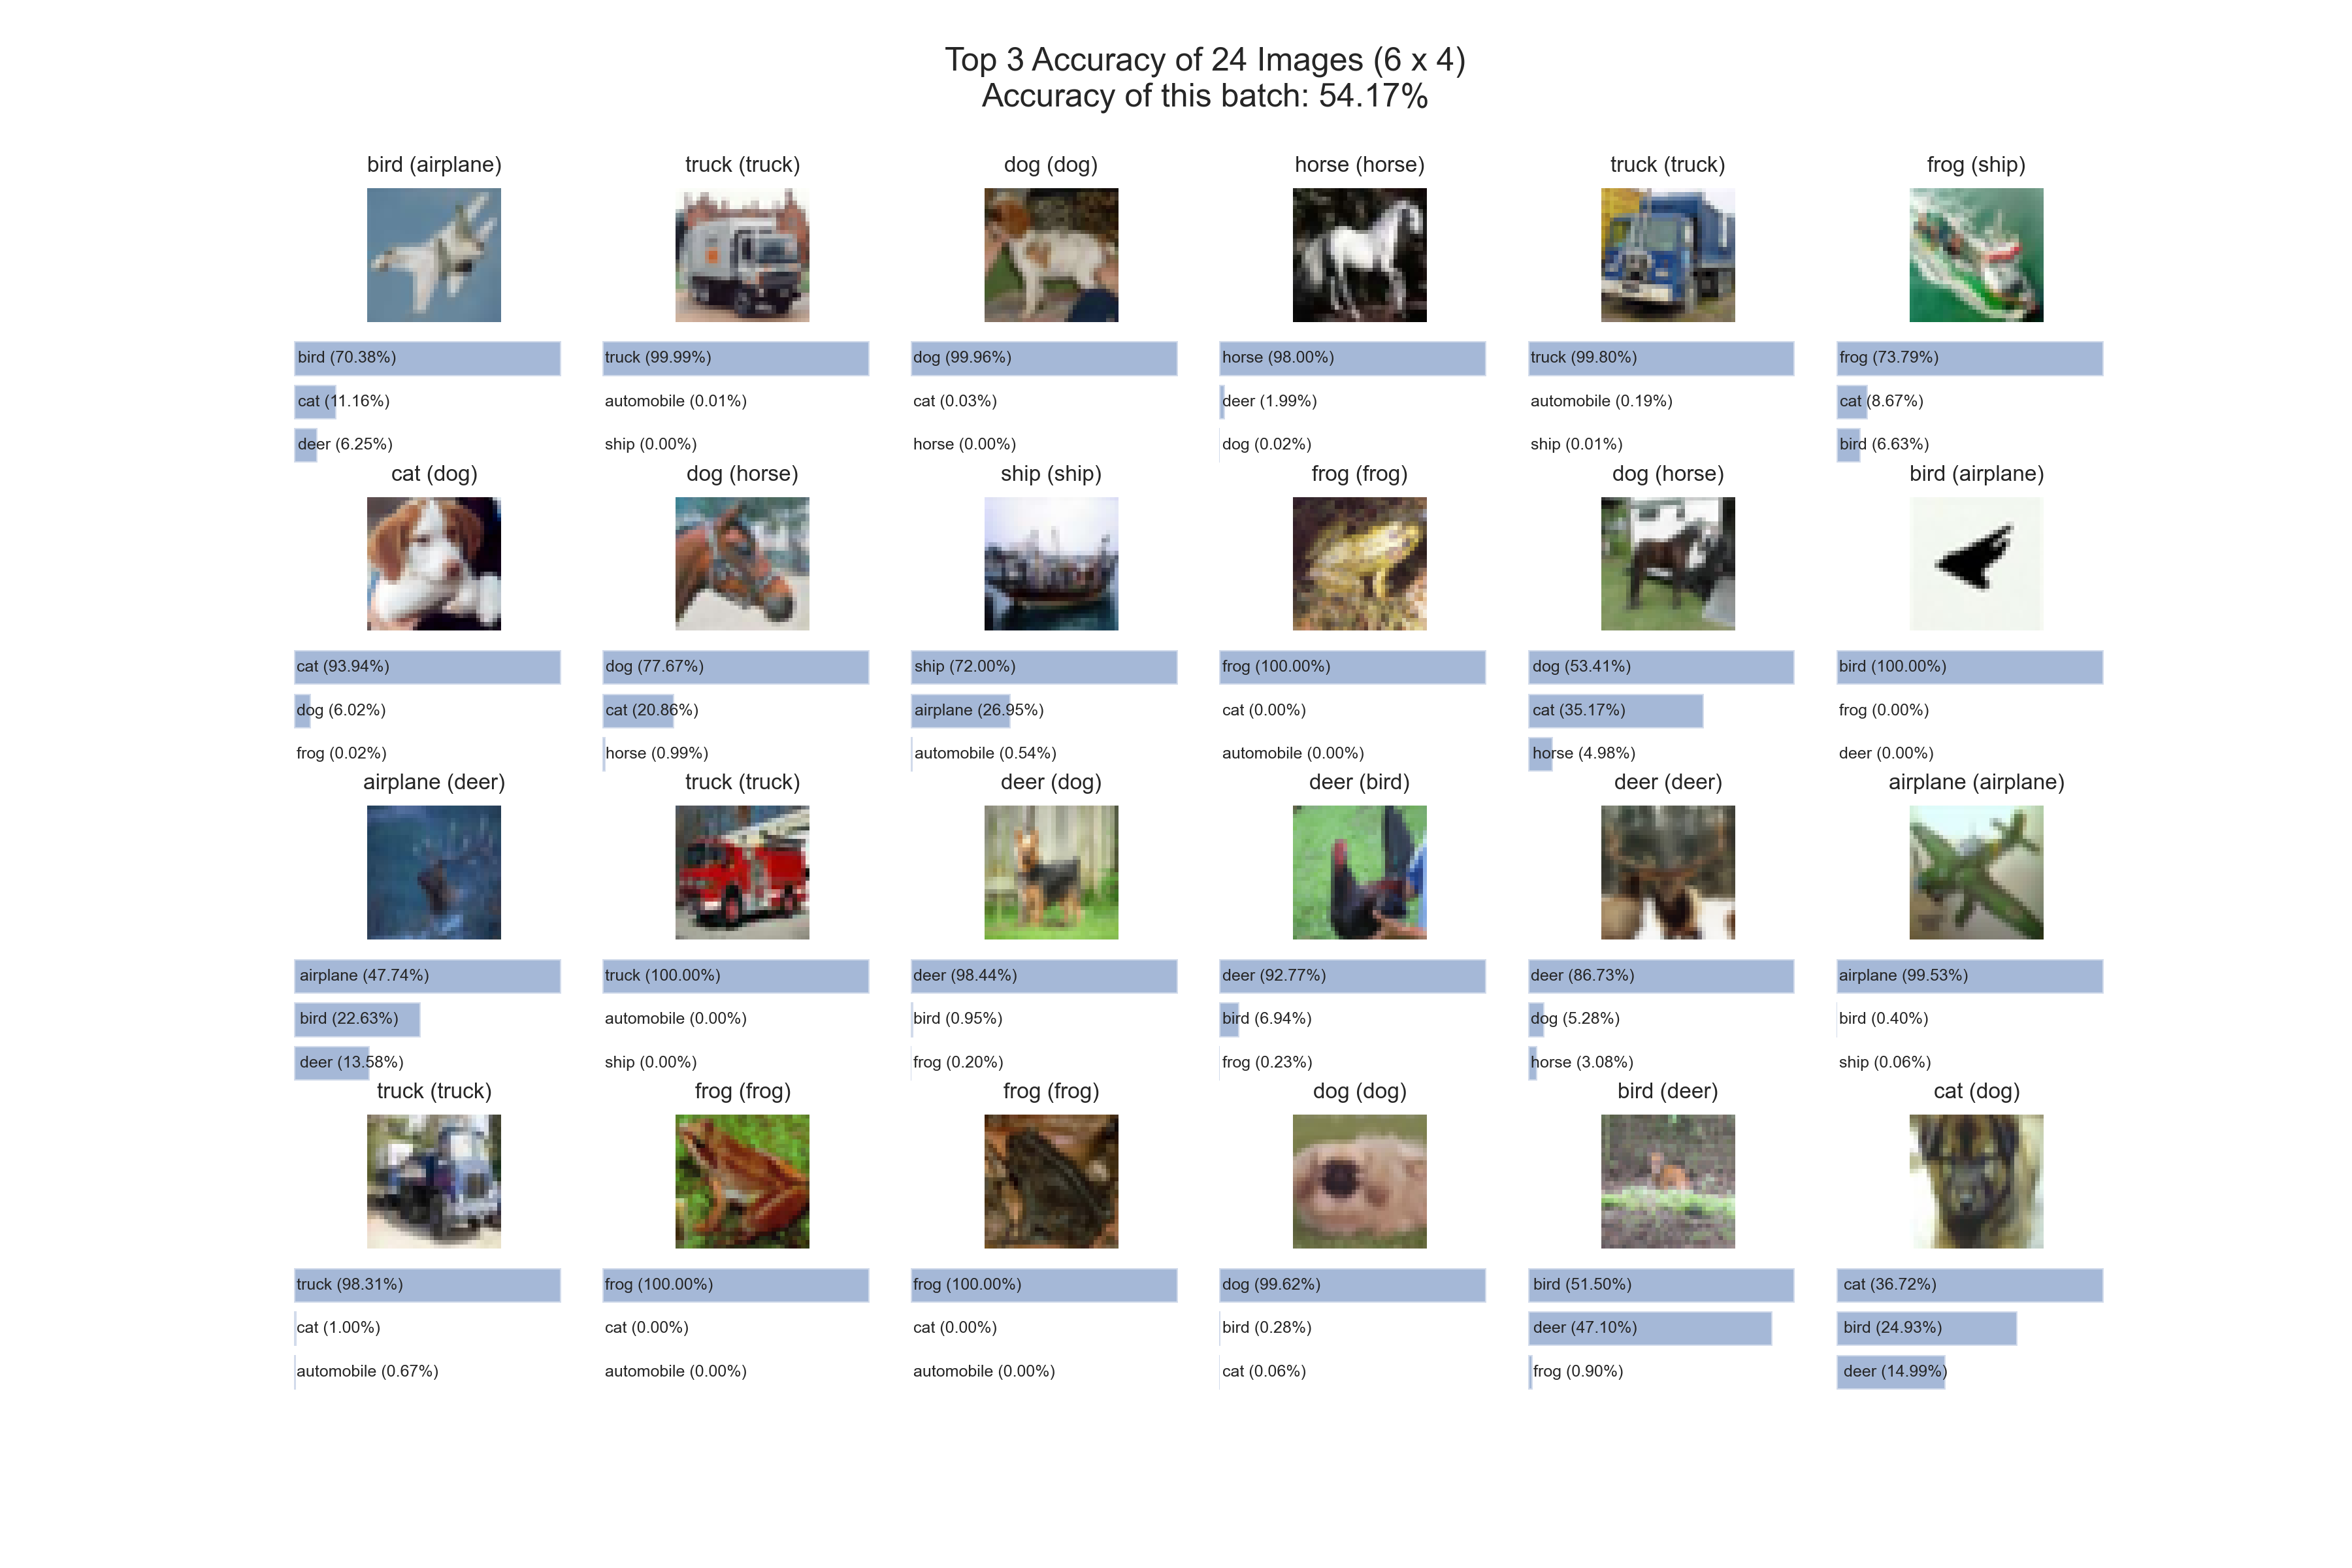 Top 3 Accuracy of 24 Images (6 x 4)
Accuracy of this batch: 54.17%
bird (airplane)
bird (70.38%)
cat (11.16%)
deer (6.25%)
truck (truck)
truck (99.99%)
automobile (0.01%)
ship (0.00%)
dog (dog)
dog (99.96%)
cat (0.03%)
horse (0.00%)
horse (horse)
horse (98.00%)
deer (1.99%)
dog (0.02%)
truck (truck)
truck (99.80%)
automobile (0.19%)
ship (0.01%)
frog (ship)
frog (73.79%)
cat (8.67%)
bird (6.63%)
cat (dog)
cat (93.94%)
dog (6.02%)
frog (0.02%)
dog (horse)
dog (77.67%)
cat (20.86%)
horse (0.99%)
ship (ship)
ship (72.00%)
airplane (26.95%)
automobile (0.54%)
frog (frog)
frog (100.00%)
cat (0.00%)
automobile (0.00%)
dog (horse)
dog (53.41%)
cat (35.17%)
horse (4.98%)
bird (airplane)
bird (100.00%)
frog (0.00%)
deer (0.00%)
airplane (deer)
airplane (47.74%)
bird (22.63%)
deer (13.58%)
truck (truck)
truck (100.00%)
automobile (0.00%)
ship (0.00%)
deer (dog)
deer (98.44%)
bird (0.95%)
frog (0.20%)
deer (bird)
deer (92.77%)
bird (6.94%)
frog (0.23%)
deer (deer)
deer (86.73%)
dog (5.28%)
horse (3.08%)
airplane (airplane)
airplane (99.53%)
bird (0.40%)
ship (0.06%)
truck (truck)
truck (98.31%)
cat (1.00%)
automobile (0.67%)
frog (frog)
frog (100.00%)
cat (0.00%)
automobile (0.00%)
frog (frog)
frog (100.00%)
cat (0.00%)
automobile (0.00%)
dog (dog)
dog (99.62%)
bird (0.28%)
cat (0.06%)
bird (deer)
bird (51.50%)
deer (47.10%)
frog (0.90%)
cat (dog)
cat (36.72%)
bird (24.93%)
deer (14.99%)